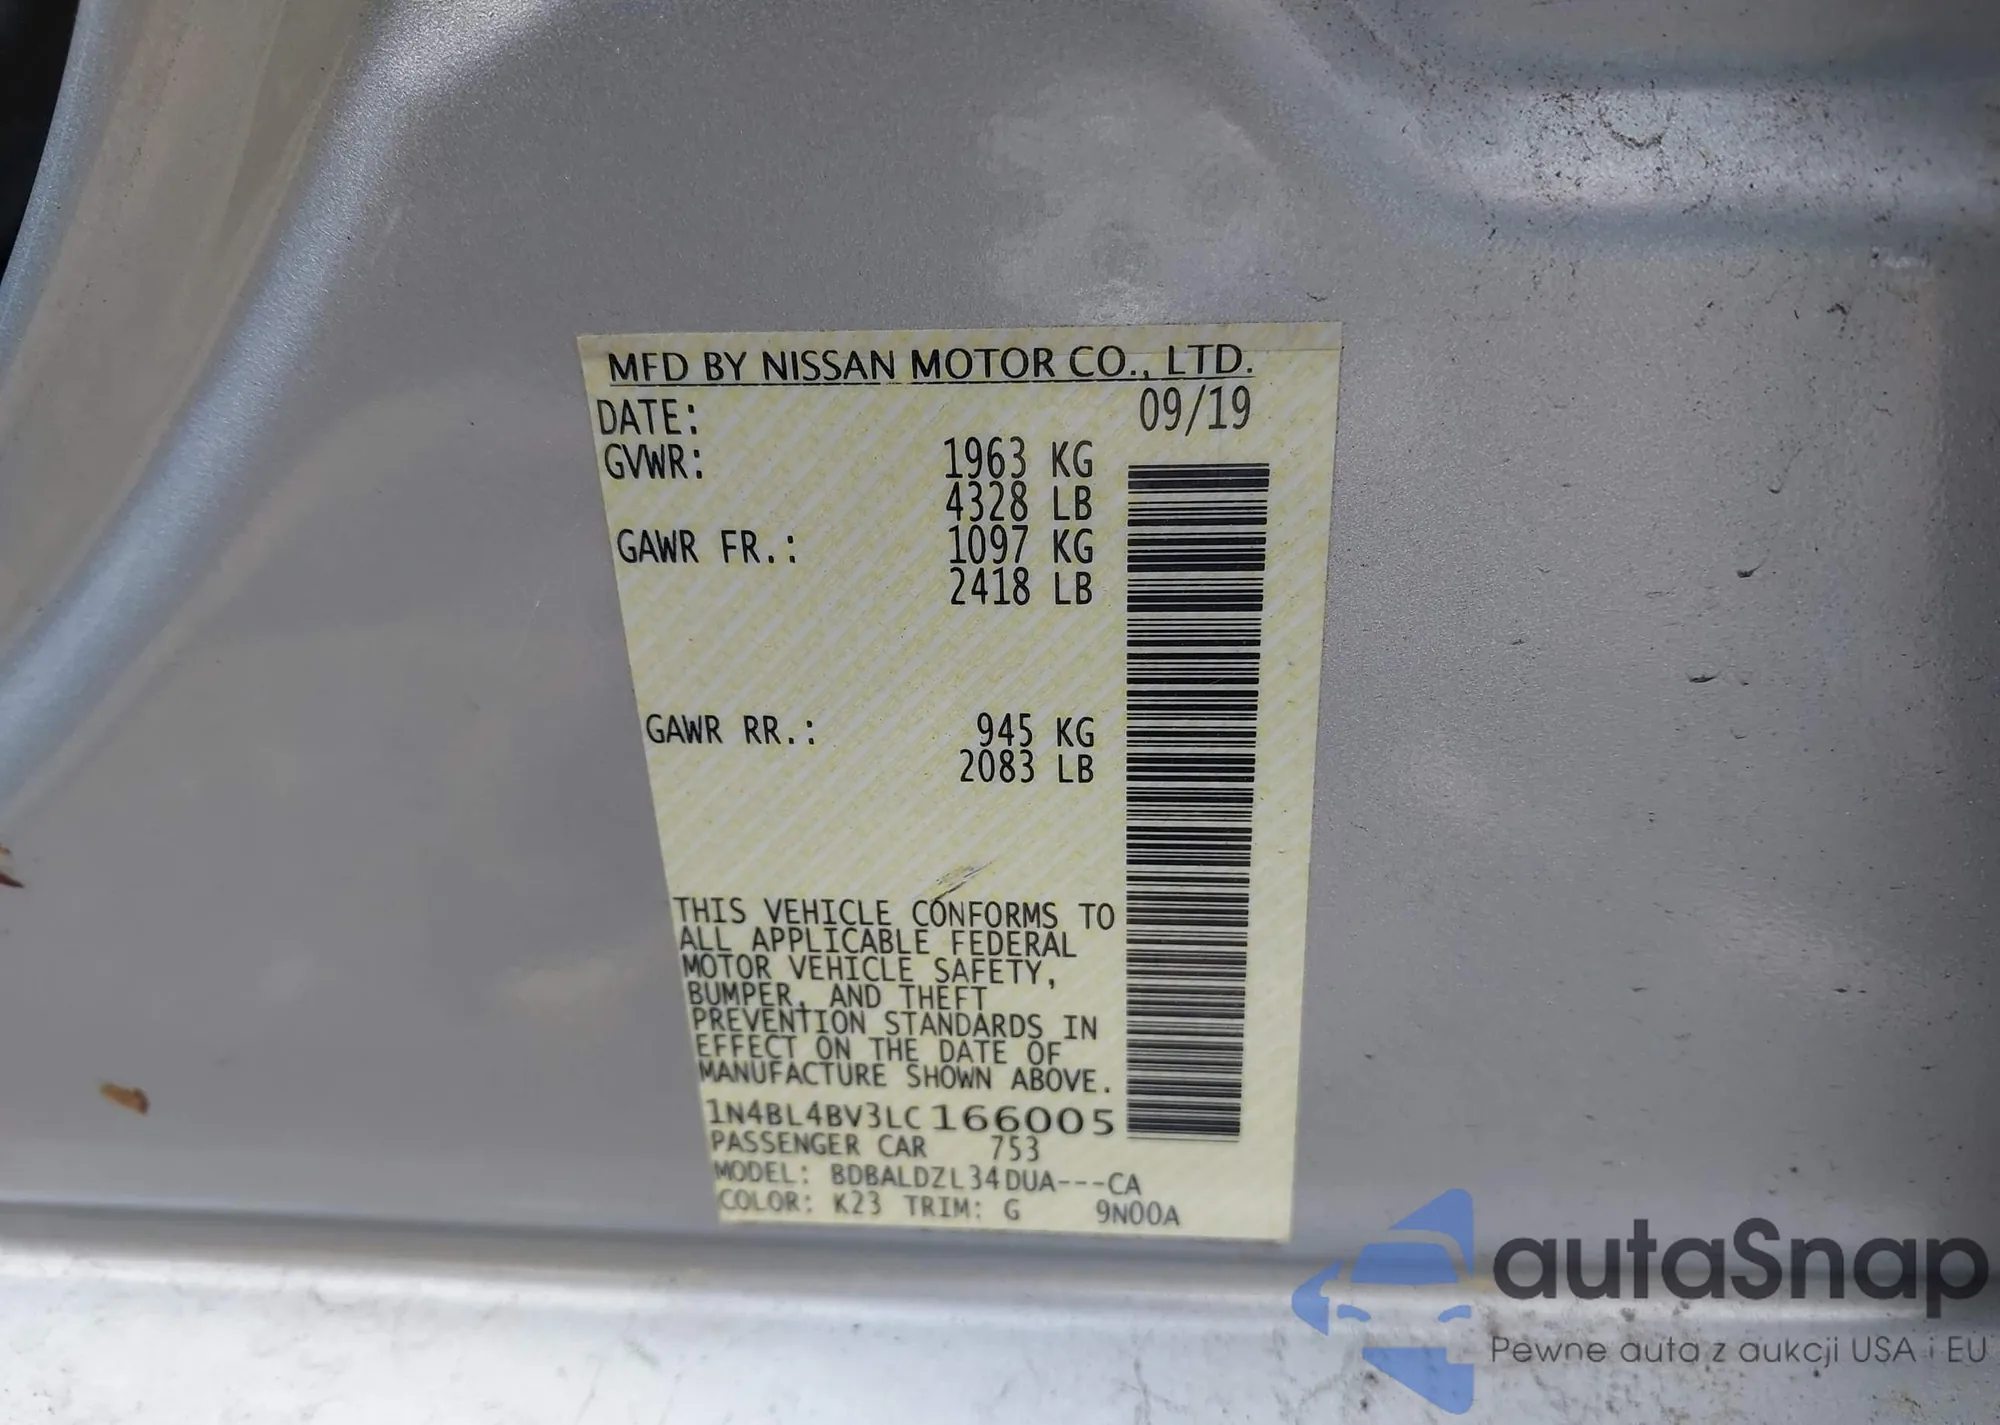 MFD BY NISSAN MOTOR CO., LTD.
DATE: 09/19
GVWR: 1963 KG
4328 LB
GAWR FR.: 1097 KG
2418 LB
GAWR RR.: 945 KG
2083 LB
THIS VEHICLE CONFORMS TO
ALL APPLICABLE FEDERAL
MOTOR VEHICLE SAFETY,
BUMPER, AND THEFT
PREVENTION STANDARDS IN
EFFECT ON THE DATE OF
MANUFACTURE SHOWN ABOVE.
1N4BL4BV3LC166005
PASSENGER CAR 753
MODEL: BDBALDZL34DUA---CA
COLOR: K23 TRIM: G 9N00A
autaSnap
Pewne auta z aukcji USA i EU